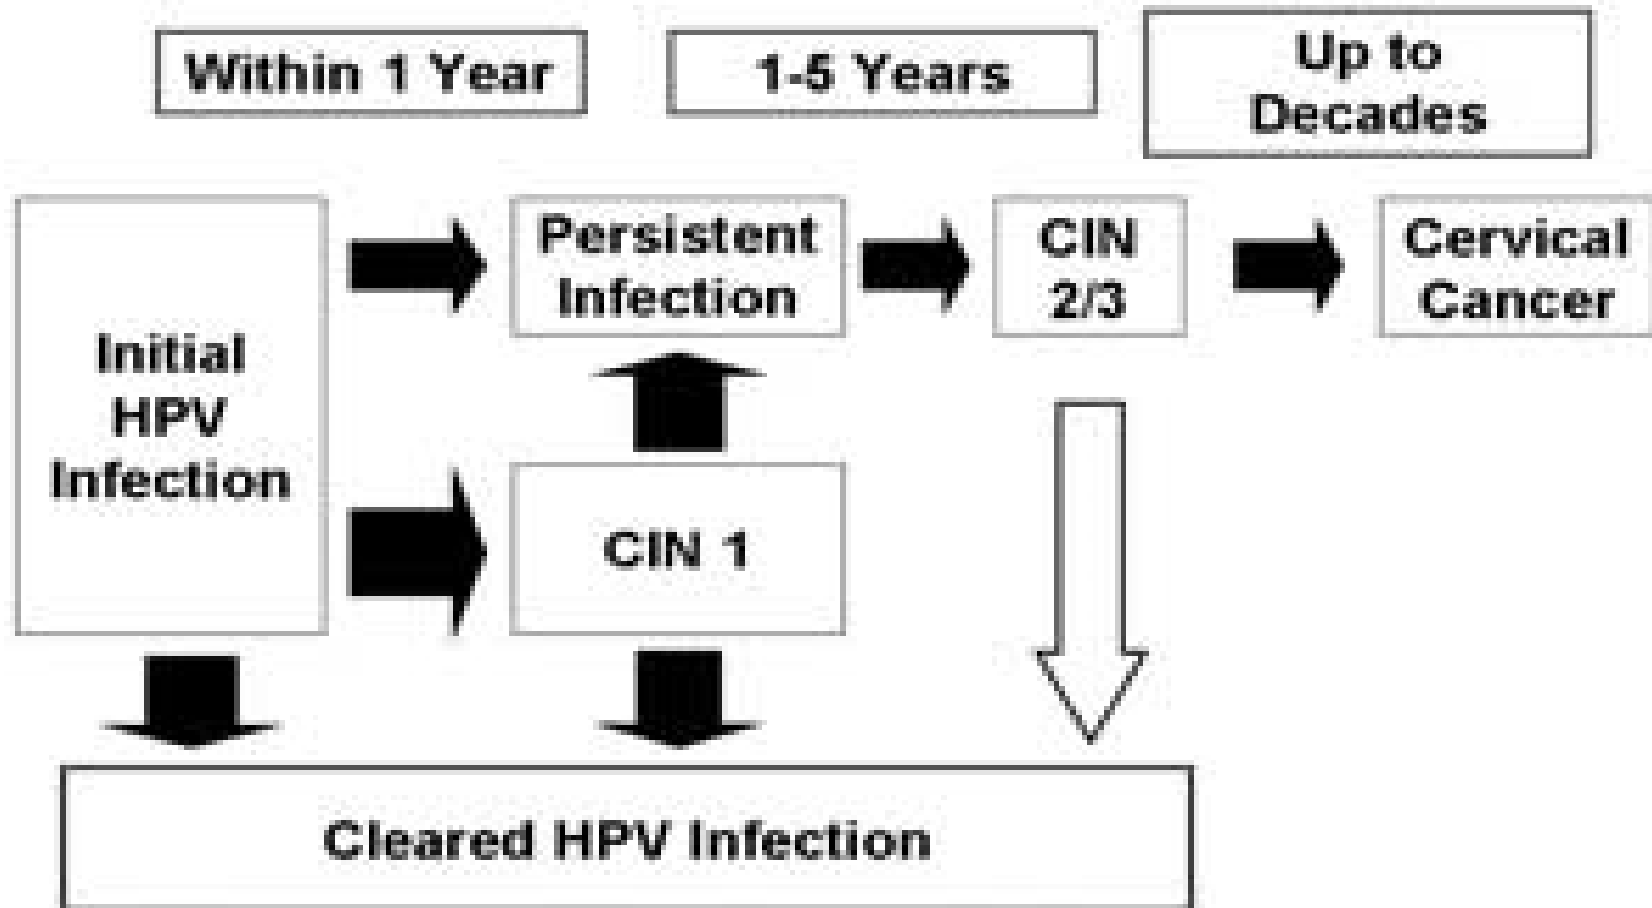 Within 1 Year
1-5 Years
Up to
Decades
Initial
HPV
Infection
Persistent
Infection
CIN
2/3
Cervical
Cancer
CIN 1
Cleared HPV Infection